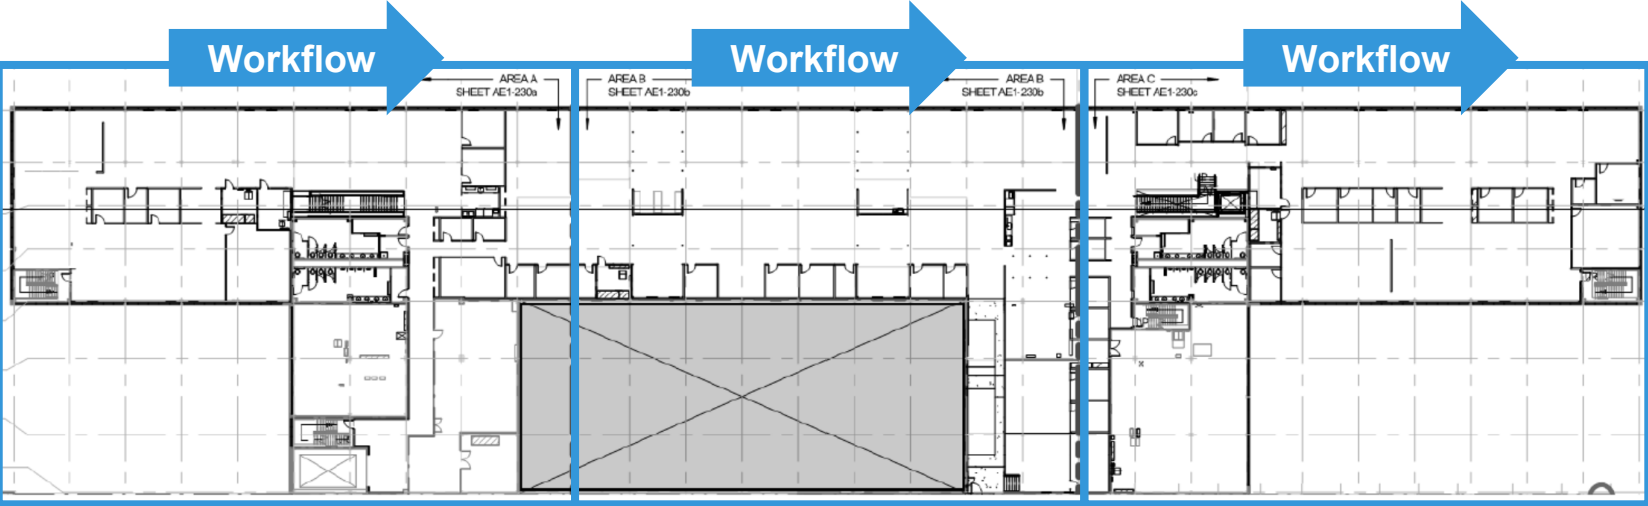 Workflow
Workflow
Workflow
AREA A
SHEET AE1-230a
AREA B
SHEET AE1-230b
AREA B
SHEET AE1-230b
AREA C
SHEET AE1-230c